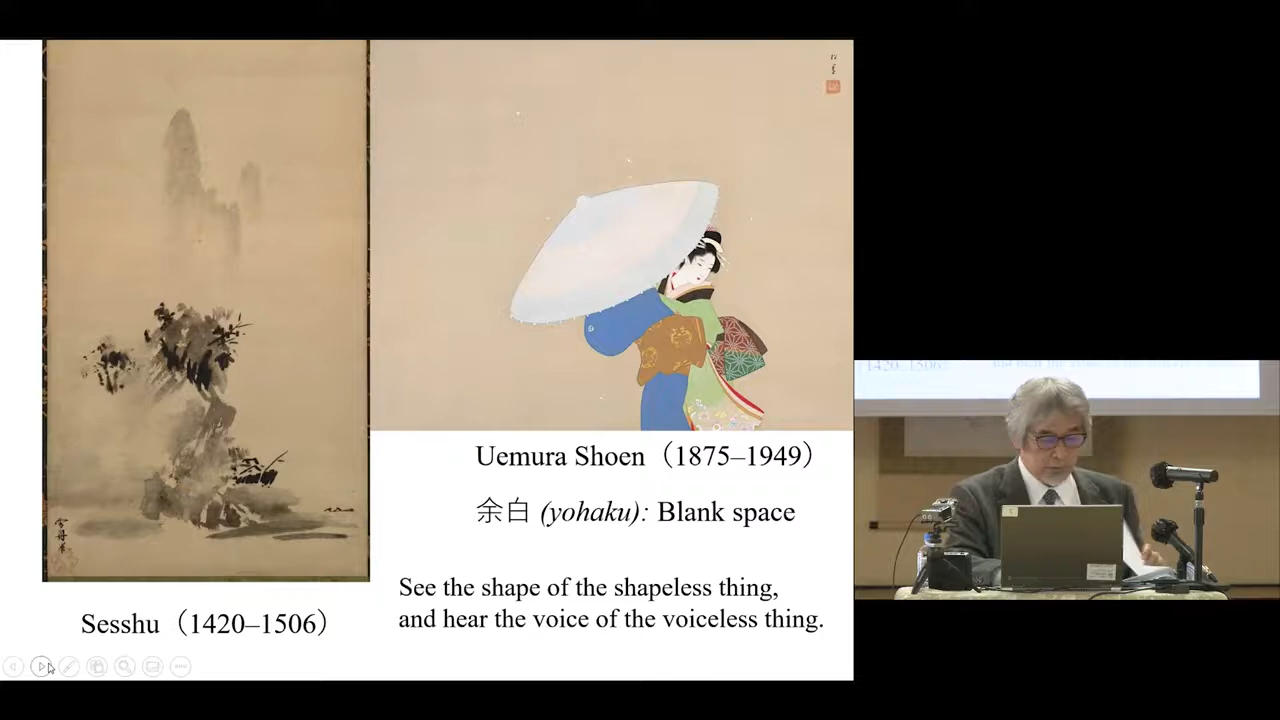 Sesshu（1420–1506）
Uemura Shoen（1875–1949）
余白 (yohaku): Blank space
See the shape of the shapeless thing,
and hear the voice of the voiceless thing.